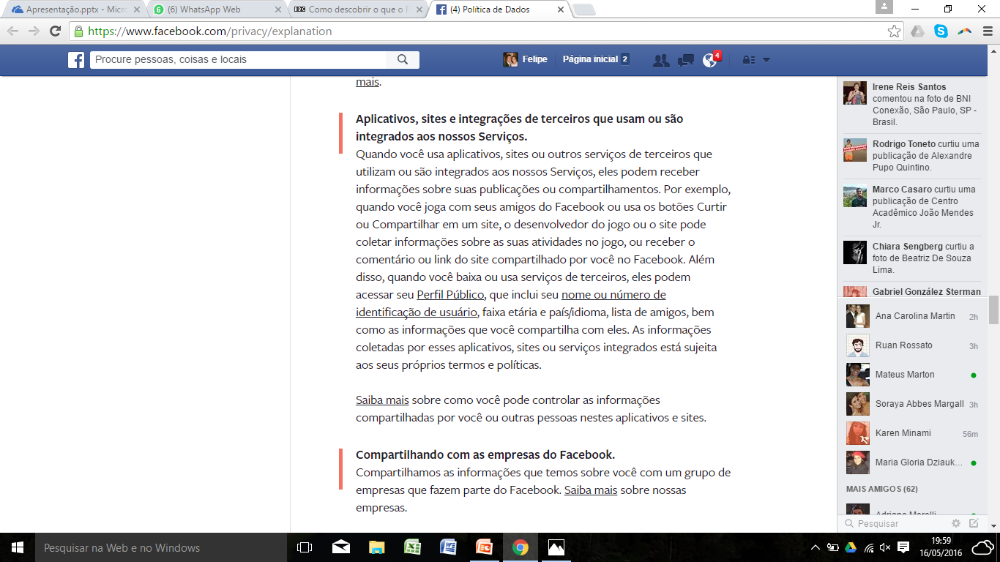 Apresentação.pptx - Micr
(6) WhatsApp Web
BBC
Como descobrir o que o F
(4) Política de Dados
https://www.facebook.com/privacy/explanation
Procure pessoas, coisas e locais
Felipe
Página inicial 2
4
mais.
Aplicativos, sites e integrações de terceiros que usam ou são
integrados aos nossos Serviços.
Quando você usa aplicativos, sites ou outros serviços de terceiros que
utilizam ou são integrados aos nossos Serviços, eles podem receber
informações sobre suas publicações ou compartilhamentos. Por exemplo,
quando você joga com seus amigos do Facebook ou usa os botões Curtir
ou Compartilhar em um site, o desenvolvedor do jogo ou o site pode
coletar informações sobre as suas atividades no jogo, ou receber o
comentário ou link do site compartilhado por você no Facebook. Além
disso, quando você baixa ou usa serviços de terceiros, eles podem
acessar seu Perfil Público, que inclui seu nome ou número de
identificação de usuário, faixa etária e país/idioma, lista de amigos, bem
como as informações que você compartilha com eles. As informações
coletadas por esses aplicativos, sites ou serviços integrados está sujeita
aos seus próprios termos e políticas.
Saiba mais sobre como você pode controlar as informações
compartilhadas por você ou outras pessoas nestes aplicativos e sites.
Compartilhando com as empresas do Facebook.
Compartilhamos as informações que temos sobre você com um grupo de
empresas que fazem parte do Facebook. Saiba mais sobre nossas
empresas.
Irene Reis Santos
comentou na foto de BNI
Conexão, São Paulo, SP -
Brasil.
Rodrigo Toneto curtiu uma
publicação de Alexandre
Pupo Quintino.
Marco Casaro curtiu uma
publicação de Centro
Acadêmico João Mendes
Jr.
Chiara Sengberg curtiu a
foto de Beatriz De Souza
Lima.
Gabriel González Sterman
Ana Carolina Martin 2h
Ruan Rossato 3h
Mateus Marton
Soraya Abbes Margall 3h
Karen Minami 56m
Maria Gloria Dziauk...
MAIS AMIGOS (62)
Adriano Morelli
Pesquisar
Pesquisar na Web e no Windows
19:59
16/05/2016